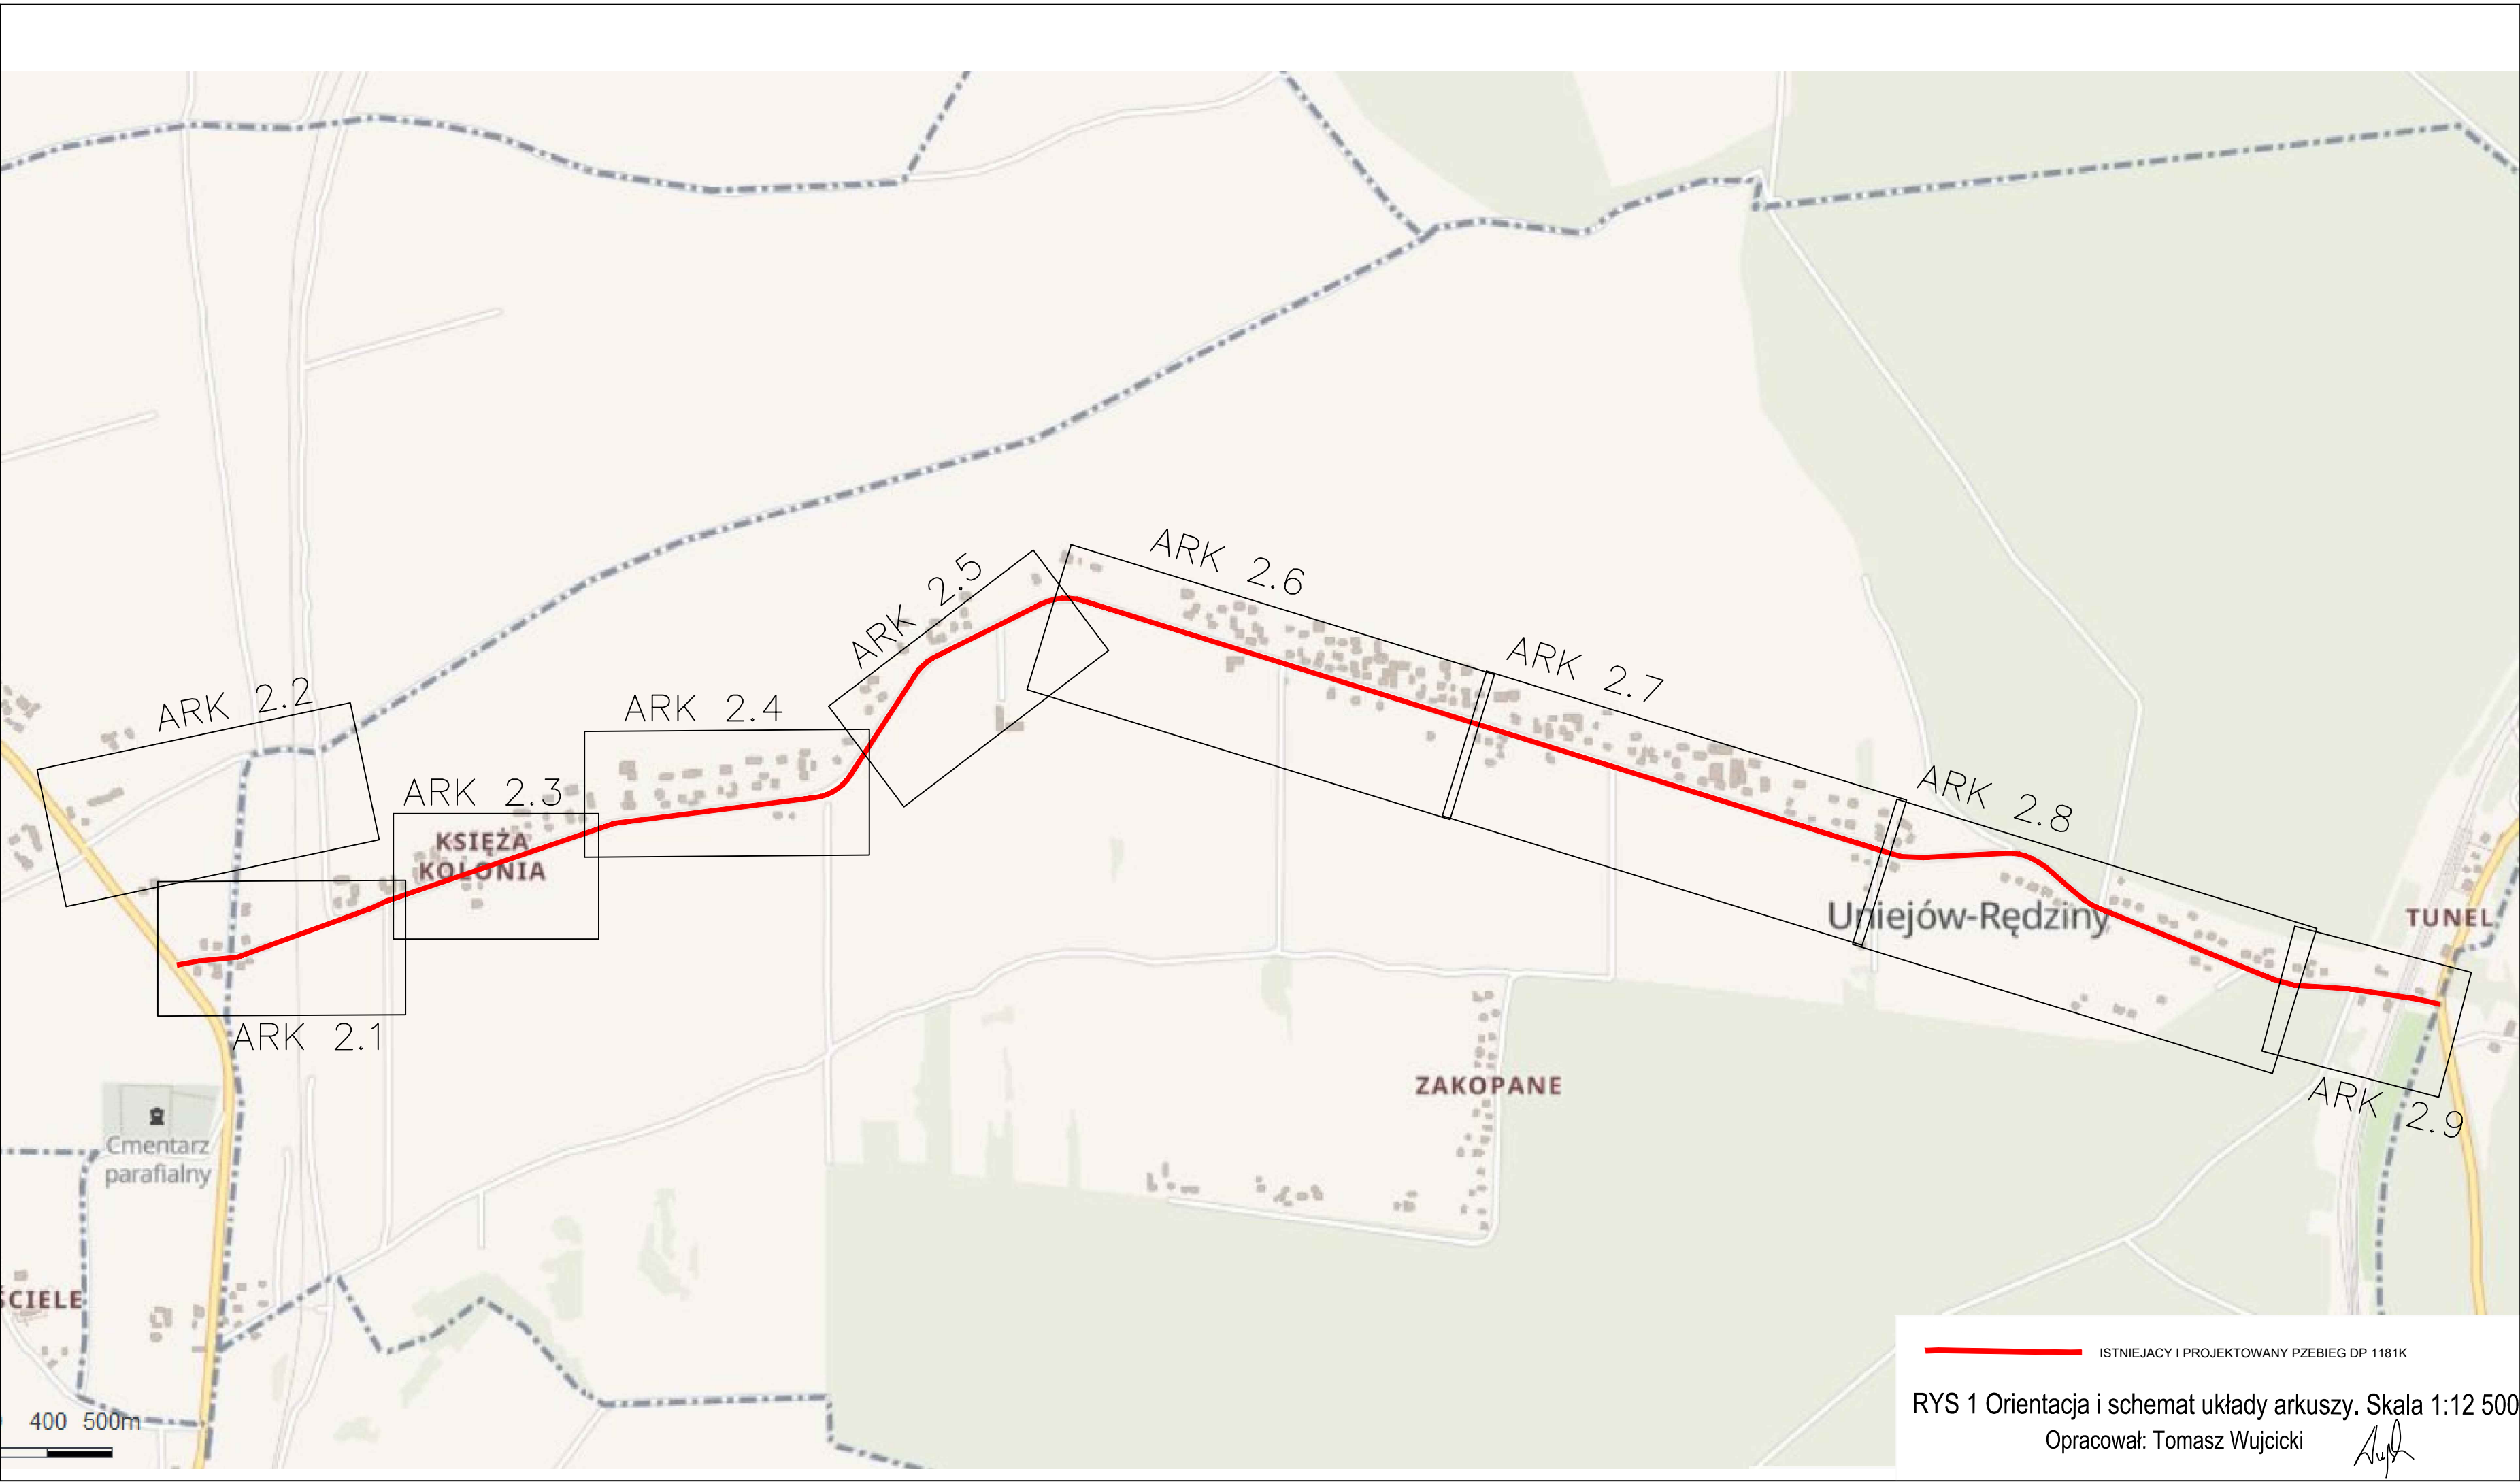 ARK 2.6
ARK 2.5
ARK 2.7
ARK 2.2
ARK 2.4
ARK 2.3
ARK 2.8
KSIĘŻA
KOLONIA
Uniejów-Rędziny
TUNEL
ARK 2.1
ZAKOPANE
ARK 2.9
Cmentarz
parafialny
ŚCIELE
ISTNIEJACY I PROJEKTOWANY PZEBIEG DP 1181K
RYS 1 Orientacja i schemat układy arkuszy. Skala 1:12 500
400 500m
Opracował: Tomasz Wujcicki